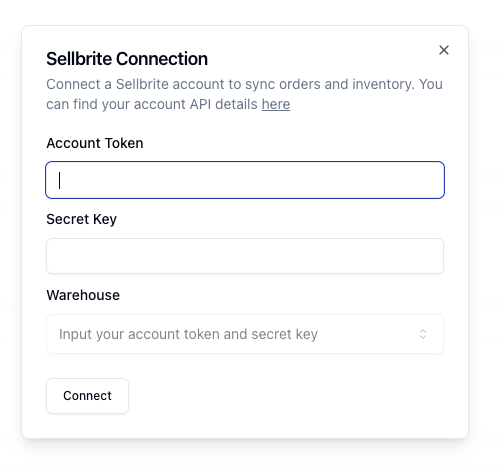 Sellbrite Connection
Connect a Sellbrite account to sync orders and inventory. You
can find your account API details here
Account Token
Secret Key
Warehouse
Input your account token and secret key
Connect